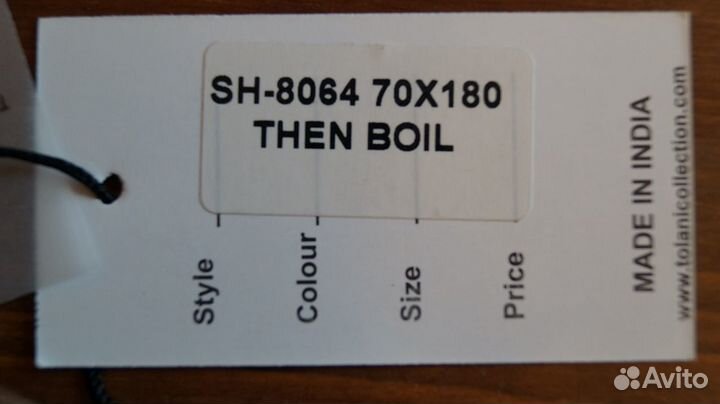 SH-8064 70X180
THEN BOIL
Style
Colour
Size
Price
MADE IN INDIA
www.tolanicollection.com
Avito